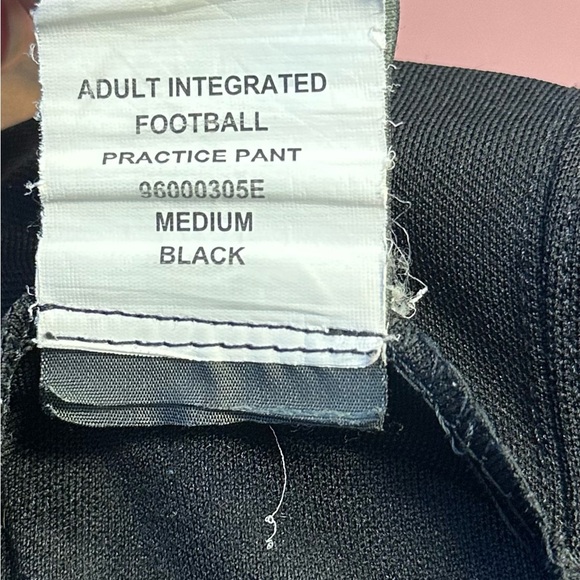 ADULT INTEGRATED
FOOTBALL
PRACTICE PANT
96000305E
MEDIUM
BLACK